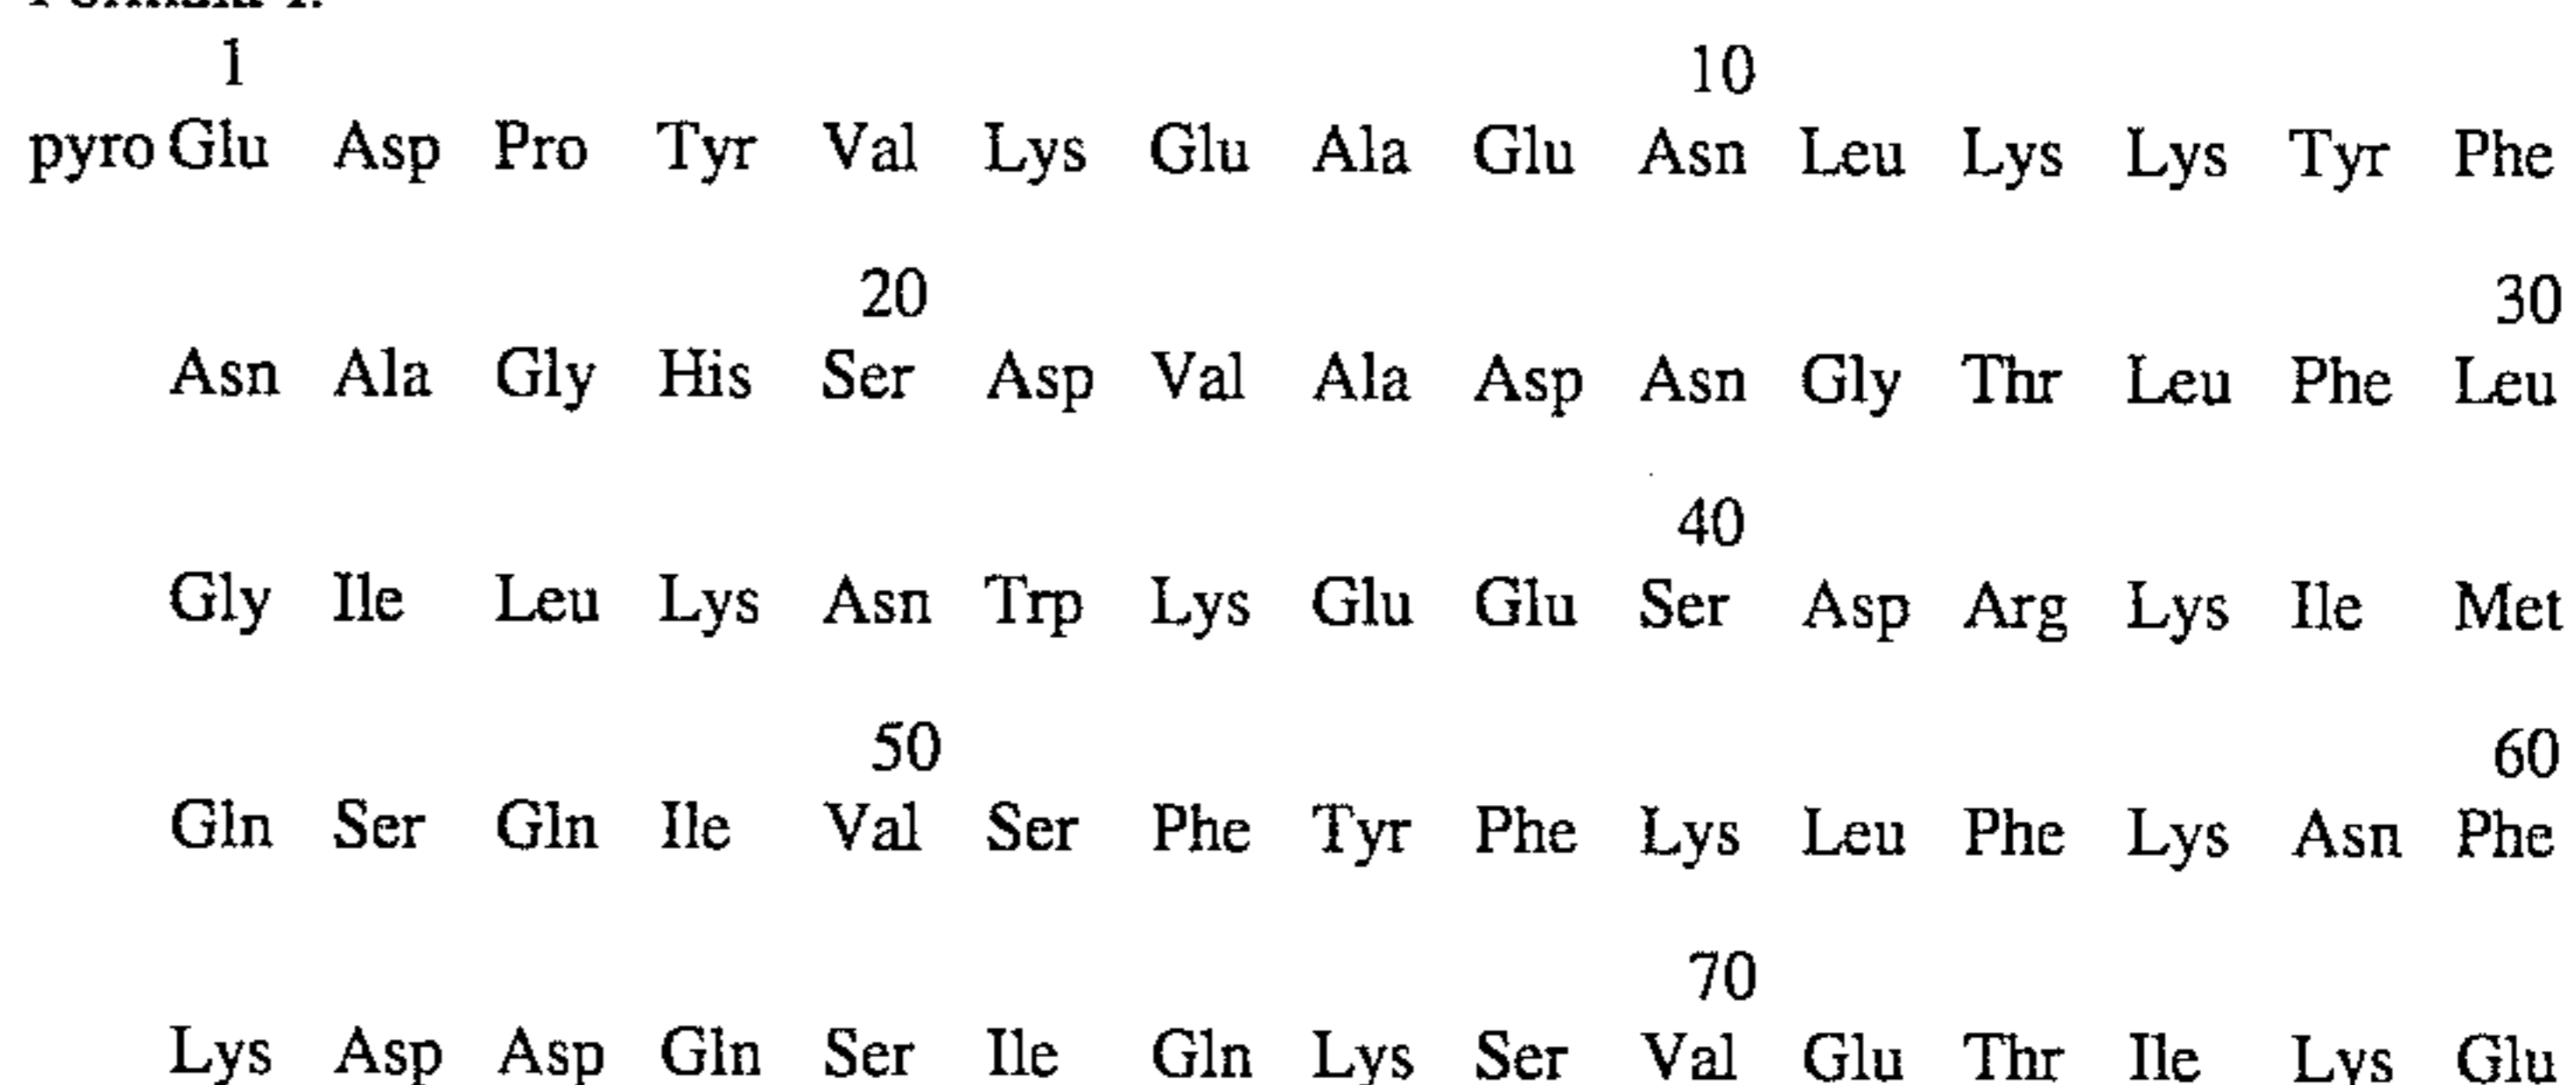 1 10
pyro Glu Asp Pro Tyr Val Lys Glu Ala Glu Asn Leu Lys Lys Tyr Phe
20 30
Asn Ala Gly His Ser Asp Val Ala Asp Asn Gly Thr Leu Phe Leu
40
Gly Ile Leu Lys Asn Trp Lys Glu Glu Ser Asp Arg Lys Ile Met
50 60
Gln Ser Gln Ile Val Ser Phe Tyr Phe Lys Leu Phe Lys Asn Phe
70
Lys Asp Asp Gln Ser Ile Gln Lys Ser Val Glu Thr Ile Lys Glu